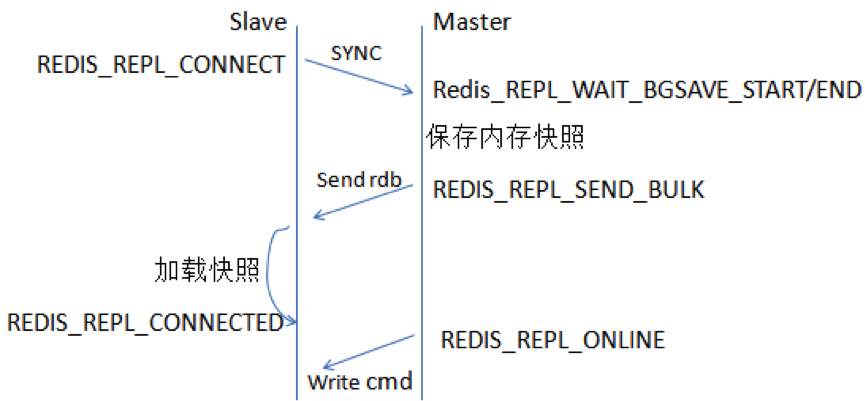 Slave
Master
SYNC
REDIS_REPL_CONNECT
Redis_REPL_WAIT_BGSAVE_START/END
保存内存快照
Send rdb
REDIS_REPL_SEND_BULK
加载快照
REDIS_REPL_CONNECTED
REDIS_REPL_ONLINE
Write cmd